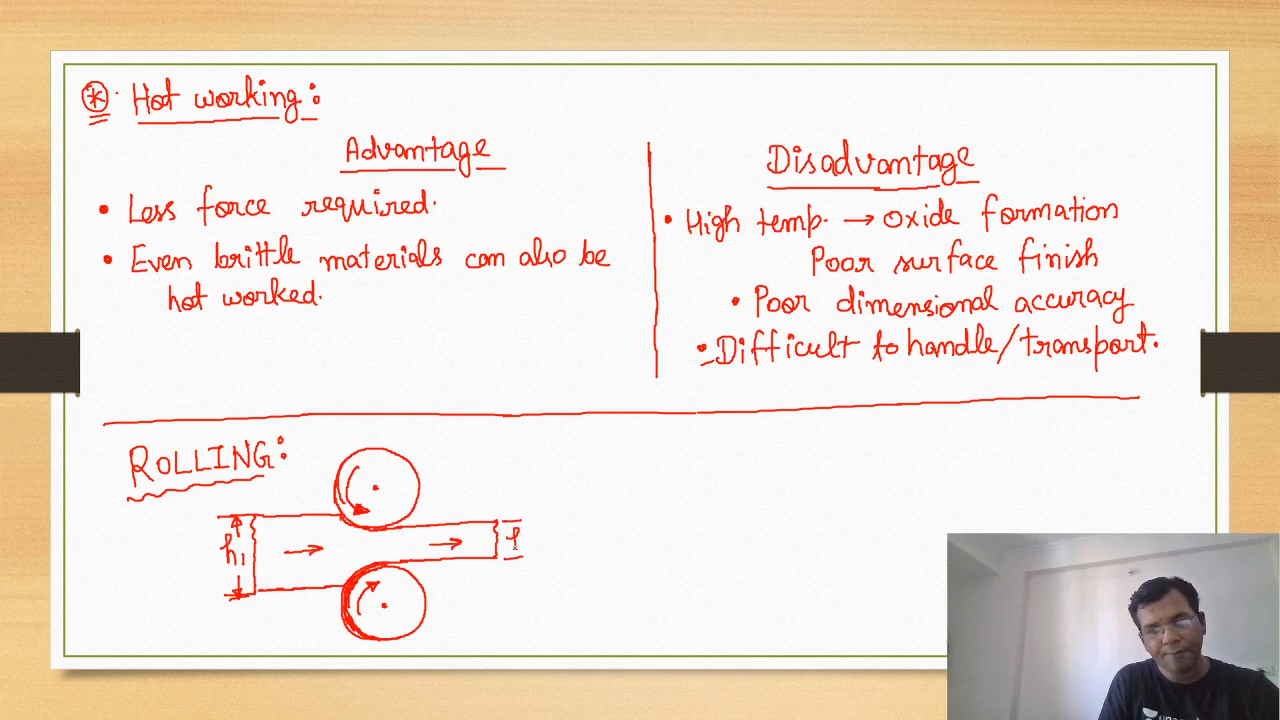 * Hot working:
Advantage
• Less force required.
• Even brittle materials can also be
hot worked.
Disadvantage
• High temp. → oxide formation
Poor surface finish
• Poor dimensional accuracy
• Difficult to handle/transport.
ROLLING:
h1